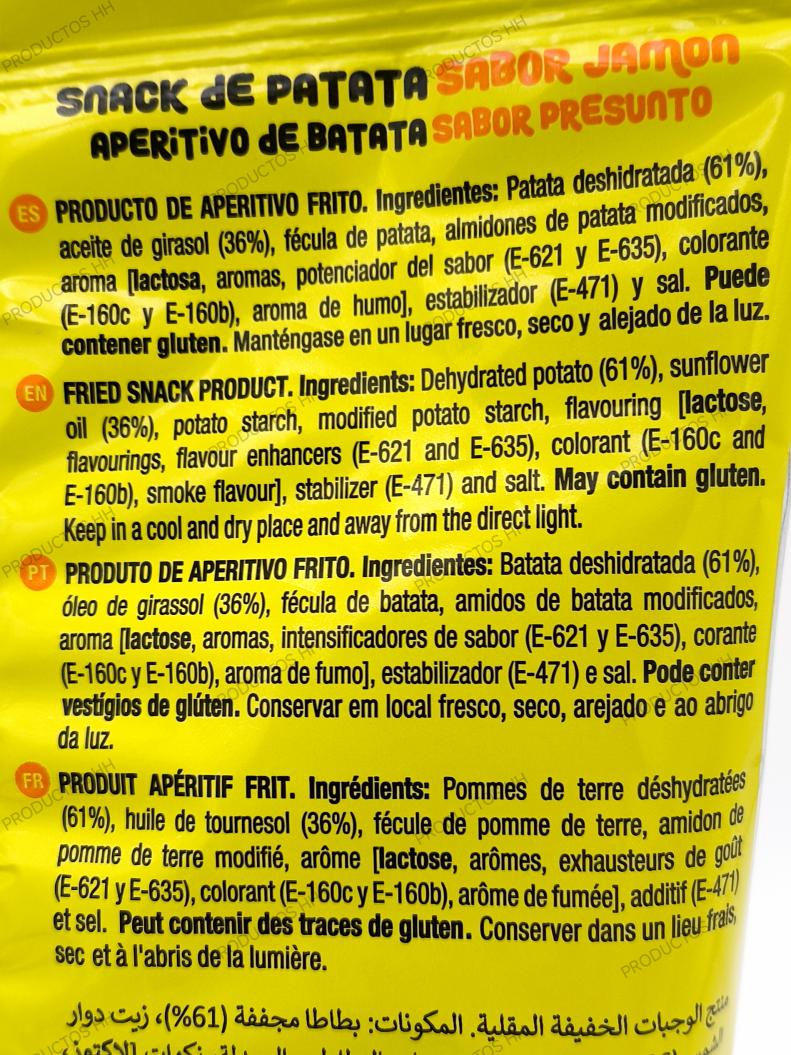 SNACK de PATATA SABOR JAMON
APERiTiVO dE BATATA SABOR PRESUNTO
ES PRODUCTO DE APERITIVO FRITO. Ingredientes: Patata deshidratada (61%),
aceite de girasol (36%), fécula de patata, almidones de patata modificados,
aroma [lactosa, aromas, potenciador del sabor (E-621 y E-635), colorante
(E-160c y E-160b), aroma de humo], estabilizador (E-471) y sal. Puede
contener gluten. Manténgase en un lugar fresco, seco y alejado de la luz.
EN FRIED SNACK PRODUCT. Ingredients: Dehydrated potato (61%), sunflower
oil (36%), potato starch, modified potato starch, flavouring [lactose,
flavourings, flavour enhancers (E-621 and E-635), colorant (E-160c and
E-160b), smoke flavour], stabilizer (E-471) and salt. May contain gluten.
Keep in a cool and dry place and away from the direct light.
PT PRODUTO DE APERITIVO FRITO. Ingredientes: Batata deshidratada (61%),
óleo de girassol (36%), fécula de batata, amidos de batata modificados,
aroma [lactose, aromas, intensificadores de sabor (E-621 y E-635), corante
(E-160c y E-160b), aroma de fumo], estabilizador (E-471) e sal. Pode conter
vestígios de glúten. Conservar em local fresco, seco, arejado e ao abrigo
da luz.
FR PRODUIT APÉRITIF FRIT. Ingrédients: Pommes de terre déshydratées
(61%), huile de tournesol (36%), fécule de pomme de terre, amidon de
pomme de terre modifié, arôme [lactose, arômes, exhausteurs de goût
(E-621 y E-635), colorant (E-160c y E-160b), arôme de fumée], additif (E-471)
et sel. Peut contenir des traces de gluten. Conserver dans un lieu frais,
sec et à l'abris de la lumière.
منتج الوجبات الخفيفة المقلية. المكونات: بطاطا مجففة (61%)، زيت دوار
PRODUCTOS HH